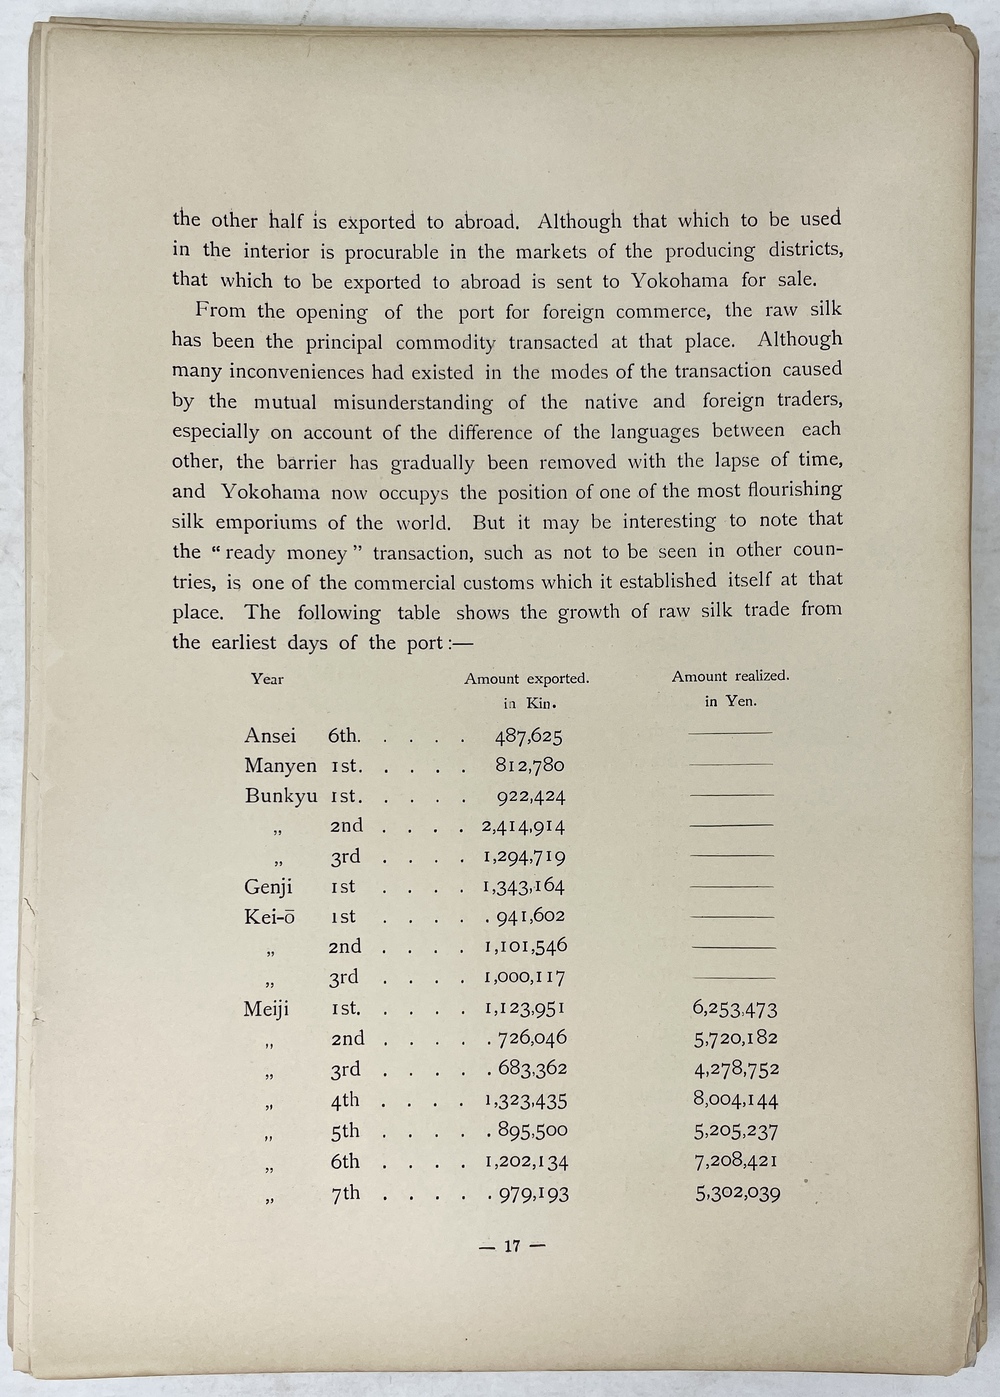 the other half is exported to abroad. Although that which to be used
in the interior is procurable in the markets of the producing districts,
that which to be exported to abroad is sent to Yokohama for sale.
From the opening of the port for foreign commerce, the raw silk
has been the principal commodity transacted at that place. Although
many inconveniences had existed in the modes of the transaction caused
by the mutual misunderstanding of the native and foreign traders,
especially on account of the difference of the languages between each
other, the barrier has gradually been removed with the lapse of time,
and Yokohama now occupys the position of one of the most flourishing
silk emporiums of the world. But it may be interesting to note that
the “ready money” transaction, such as not to be seen in other coun-
tries, is one of the commercial customs which it established itself at that
place. The following table shows the growth of raw silk trade from
the earliest days of the port:—
Year Amount exported. Amount realized.
in Kin. in Yen.
Ansei 6th. . . . . 487,625 ———
Manyen 1st. . . . . 812,780 ———
Bunkyu 1st. . . . . 922,424 ———
„ 2nd . . . . 2,414,914 ———
„ 3rd . . . . 1,294,719 ———
Genji 1st . . . . 1,343,164 ———
Kei-ō 1st . . . . . 941,602 ———
„ 2nd . . . . 1,101,546 ———
„ 3rd . . . . 1,000,117 ———
Meiji 1st. . . . . 1,123,951 6,253,473
„ 2nd . . . . . 726,046 5,720,182
„ 3rd . . . . . 683,362 4,278,752
„ 4th . . . . 1,323,435 8,004,144
„ 5th . . . . . 895,500 5,205,237
„ 6th . . . . 1,202,134 7,208,421
„ 7th . . . . . 979,193 5,302,039
— 17 —